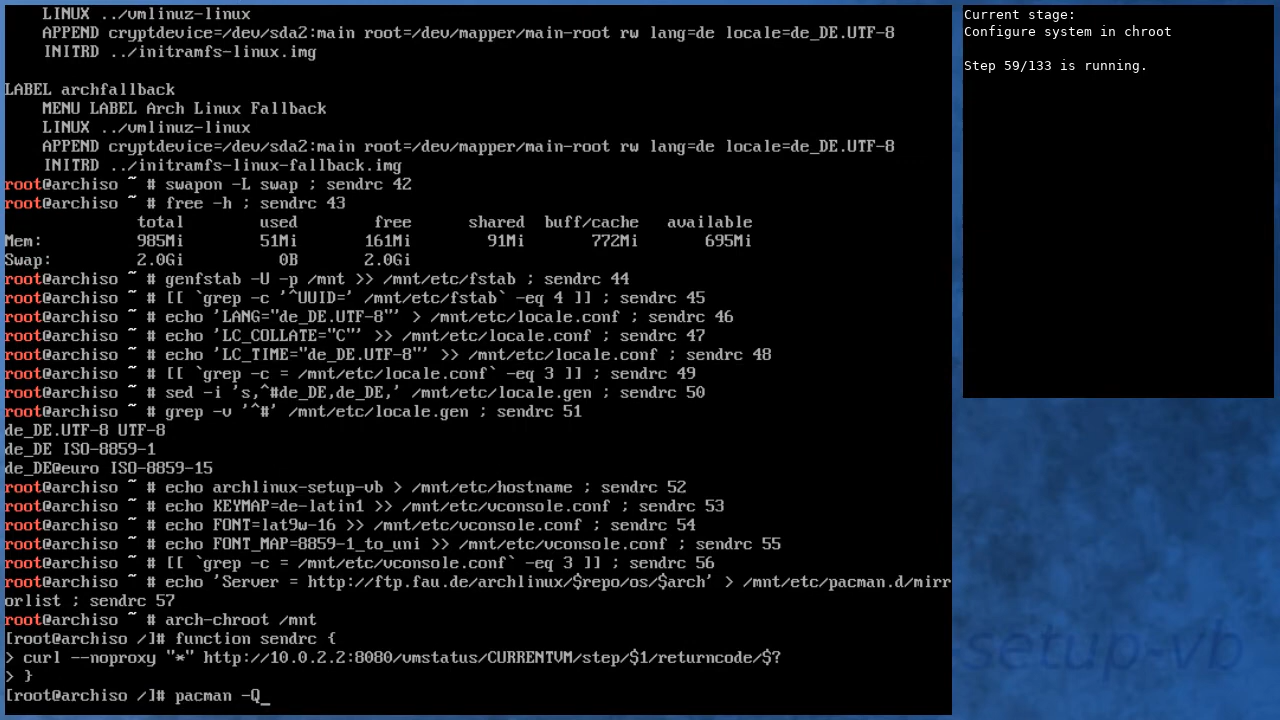 LINUX ../vmlinuz-linux
    APPEND cryptdevice=/dev/sda2:main root=/dev/mapper/main-root rw lang=de locale=de_DE.UTF-8
    INITRD ../initramfs-linux.img

LABEL archfallback
    MENU LABEL Arch Linux Fallback
    LINUX ../vmlinuz-linux
    APPEND cryptdevice=/dev/sda2:main root=/dev/mapper/main-root rw lang=de locale=de_DE.UTF-8
    INITRD ../initramfs-linux-fallback.img
root@archiso ~ # swapon -L swap ; sendrc 42
root@archiso ~ # free -h ; sendrc 43
              total        used        free      shared  buff/cache   available
Mem:          985Mi        51Mi       161Mi        91Mi       772Mi       695Mi
Swap:         2.0Gi          0B       2.0Gi
root@archiso ~ # genfstab -U -p /mnt >> /mnt/etc/fstab ; sendrc 44
root@archiso ~ # [[ `grep -c '^UUID=' /mnt/etc/fstab` -eq 4 ]] ; sendrc 45
root@archiso ~ # echo 'LANG="de_DE.UTF-8"' > /mnt/etc/locale.conf ; sendrc 46
root@archiso ~ # echo 'LC_COLLATE="C"' >> /mnt/etc/locale.conf ; sendrc 47
root@archiso ~ # echo 'LC_TIME="de_DE.UTF-8"' >> /mnt/etc/locale.conf ; sendrc 48
root@archiso ~ # [[ `grep -c = /mnt/etc/locale.conf` -eq 3 ]] ; sendrc 49
root@archiso ~ # sed -i 's,^#de_DE,de_DE,' /mnt/etc/locale.gen ; sendrc 50
root@archiso ~ # grep -v '^#' /mnt/etc/locale.gen ; sendrc 51
de_DE.UTF-8 UTF-8
de_DE ISO-8859-1
de_DE@euro ISO-8859-15
root@archiso ~ # echo archlinux-setup-vb > /mnt/etc/hostname ; sendrc 52
root@archiso ~ # echo KEYMAP=de-latin1 >> /mnt/etc/vconsole.conf ; sendrc 53
root@archiso ~ # echo FONT=lat9w-16 >> /mnt/etc/vconsole.conf ; sendrc 54
root@archiso ~ # echo FONT_MAP=8859-1_to_uni >> /mnt/etc/vconsole.conf ; sendrc 55
root@archiso ~ # [[ `grep -c = /mnt/etc/vconsole.conf` -eq 3 ]] ; sendrc 56
root@archiso ~ # echo 'Server = http://ftp.fau.de/archlinux/$repo/os/$arch' > /mnt/etc/pacman.d/mirr
orlist ; sendrc 57
root@archiso ~ # arch-chroot /mnt
[root@archiso /]# function sendrc {
> curl --noproxy "*" http://10.0.2.2:8080/vmstatus/CURRENTVM/step/$1/returncode/$?
> }
[root@archiso /]# pacman -Q_
Current stage:
Configure system in chroot

Step 59/133 is running.
setup-vb